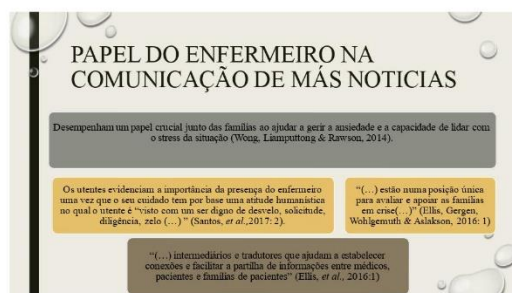 PAPEL DO ENFERMEIRO NA
COMUNICAÇÃO DE MÁS NOTICIAS
Desempenham um papel crucial junto das famílias ao ajudar a gerir a ansiedade e a capacidade de lidar com
o stress da situação (Wong, Liamputtong & Rawson, 2014).
Os utentes evidenciam a importância da presença do enfermeiro
uma vez que o seu cuidado tem por base uma atitude humanística
no qual o utente é “visto com um ser digno de desvelo, solicitude,
diligência, zelo (…) ” (Santos, et al.,2017: 2).
“(…) estão numa posição única
para avaliar e apoiar as famílias
em crise(…)” (Ellis, Gergen,
Wohlgemuth & Aslakson, 2016: 1)
“(…) intermediários e tradutores que ajudam a estabelecer
conexões e facilitar a partilha de informações entre médicos,
pacientes e famílias de pacientes” (Ellis, et al., 2016:1)